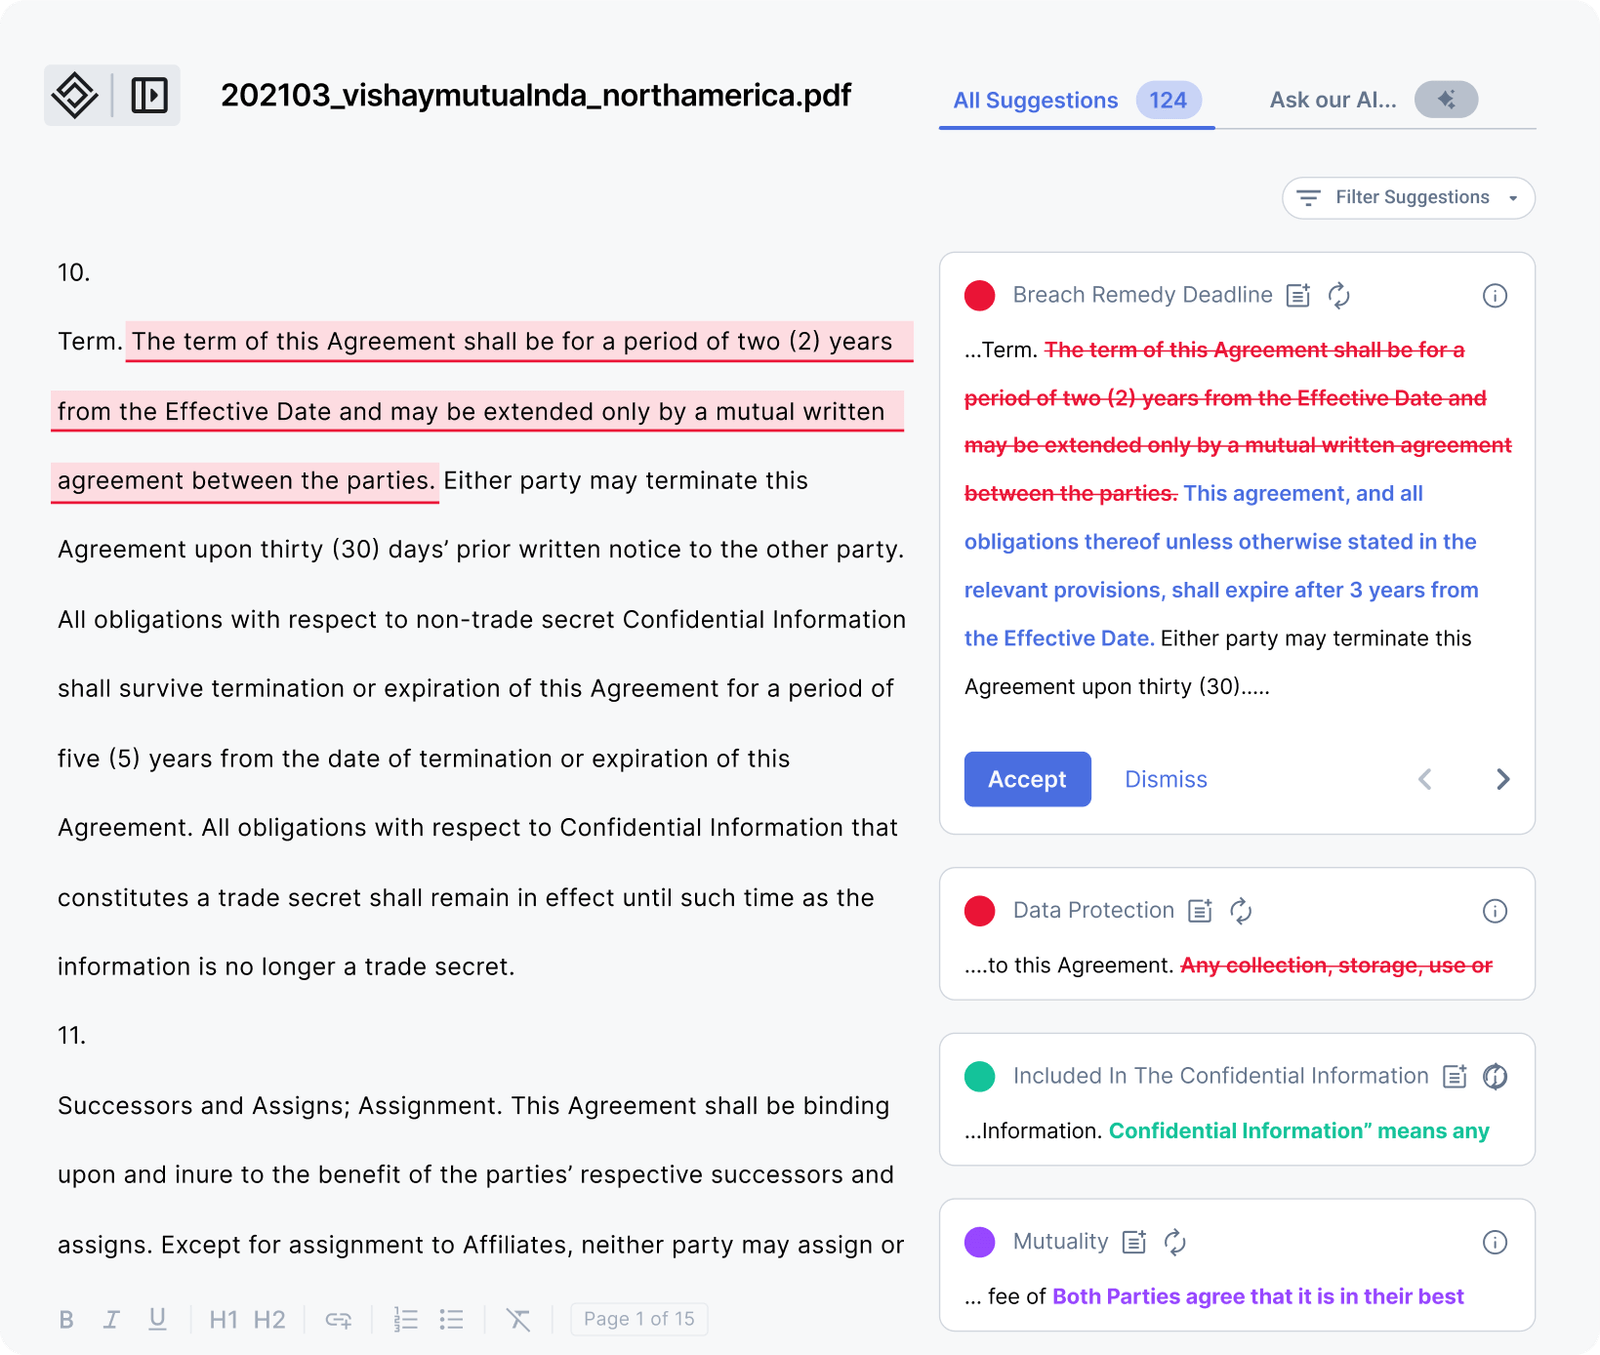 202103_vishaymutualnda_northamerica.pdf
All Suggestions 124
Ask our AI...
Filter Suggestions
10.
Term. The term of this Agreement shall be for a period of two (2) years
from the Effective Date and may be extended only by a mutual written
agreement between the parties. Either party may terminate this
Agreement upon thirty (30) days’ prior written notice to the other party.
All obligations with respect to non-trade secret Confidential Information
shall survive termination or expiration of this Agreement for a period of
five (5) years from the date of termination or expiration of this
Agreement. All obligations with respect to Confidential Information that
constitutes a trade secret shall remain in effect until such time as the
information is no longer a trade secret.
11.
Successors and Assigns; Assignment. This Agreement shall be binding
upon and inure to the benefit of the parties’ respective successors and
assigns. Except for assignment to Affiliates, neither party may assign or
B I U H1 H2
Page 1 of 15
Breach Remedy Deadline
...Term. The term of this Agreement shall be for a
period of two (2) years from the Effective Date and
may be extended only by a mutual written agreement
between the parties. This agreement, and all
obligations thereof unless otherwise stated in the
relevant provisions, shall expire after 3 years from
the Effective Date. Either party may terminate this
Agreement upon thirty (30).....
Accept
Dismiss
Data Protection
....to this Agreement. Any collection, storage, use or
Included In The Confidential Information
...Information. Confidential Information” means any
Mutuality
... fee of Both Parties agree that it is in their best